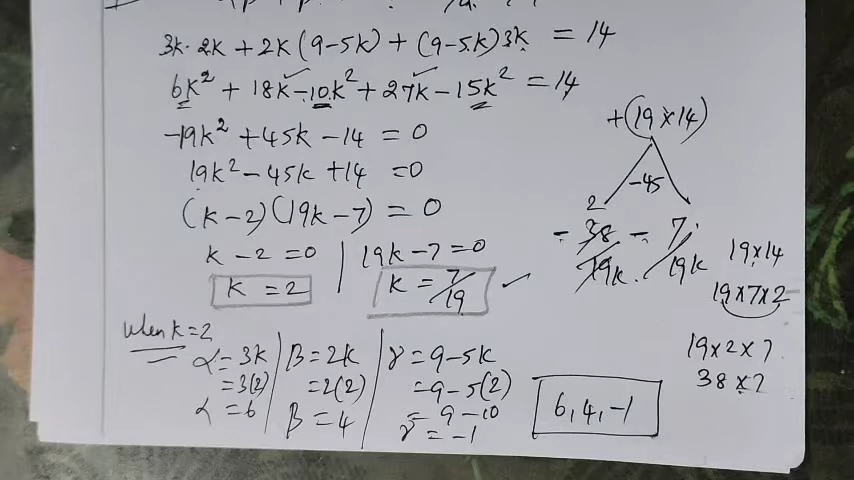 3k·2k + 2k(9-5k) + (9-5k)3k = 14
6k² + 18k - 10k² + 27k - 15k² = 14
-19k² + 45k - 14 = 0
19k² - 45k + 14 = 0
(k-2)(19k-7) = 0
k-2=0 | 19k-7=0
k = 2 k = 7/19 ✓
+(19×14)
-45
2
-38 -7
19k. 19k
19×14
19×7×2
19×2×7
38×7
when k=2
α=3k
=3(2)
α=6
β=2k
=2(2)
β=4
γ=9-5k
=9-5(2)
=9-10
γ=-1
6,4,-1